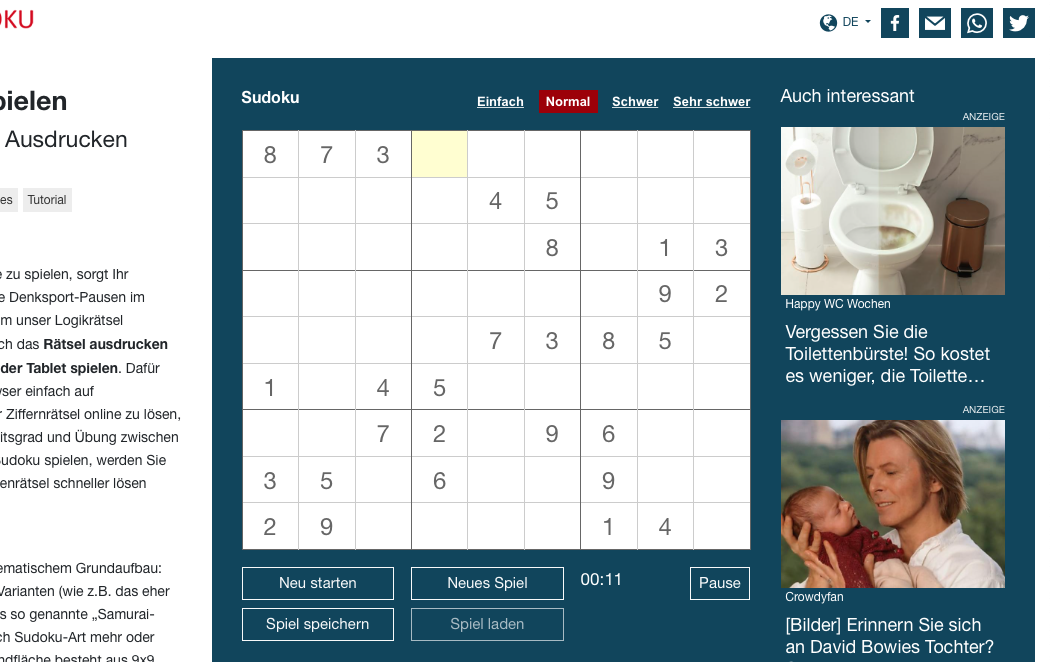 OKU
DE
pielen
Ausdrucken
es
Tutorial
e zu spielen, sorgt Ihr
e Denksport-Pausen im
m unser Logikrätsel
ch das Rätsel ausdrucken
der Tablet spielen. Dafür
wser einfach auf
r Ziffernrätsel online zu lösen,
itsgrad und Übung zwischen
Sudoku spielen, werden Sie
enrätsel schneller lösen
ematischem Grundaufbau:
Varianten (wie z.B. das eher
s so genannte „Samurai-
ch Sudoku-Art mehr oder
ndfläche besteht aus 9x9
Sudoku
Einfach Normal Schwer Sehr schwer
8 7 3
4 5
8 1 3
9 2
7 3 8 5
1 4 5
7 2 9 6
3 5 6 9
2 9 1 4
Neu starten
Neues Spiel
00:11
Pause
Spiel speichern
Spiel laden
Auch interessant
ANZEIGE
Happy WC Wochen
Vergessen Sie die
Toilettenbürste! So kostet
es weniger, die Toilette…
ANZEIGE
Crowdyfan
[Bilder] Erinnern Sie sich
an David Bowies Tochter?